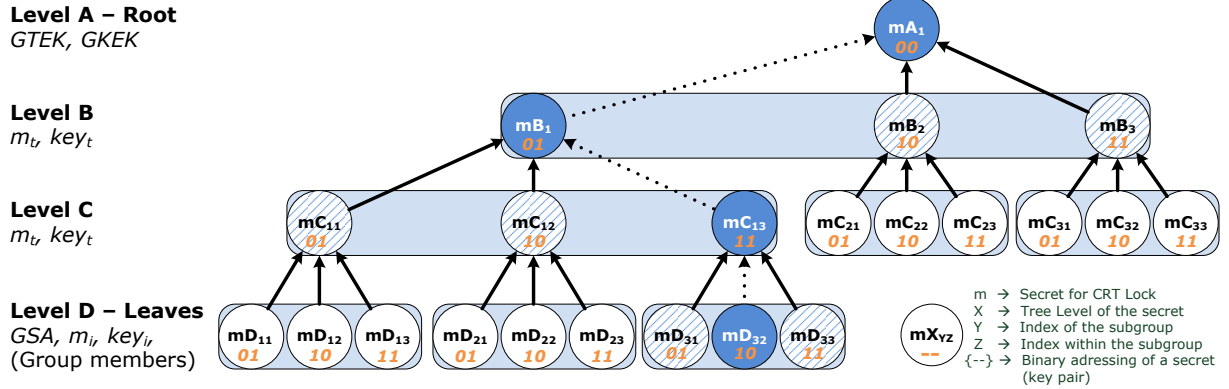 Level A – Root
GTEK, GKEK
mA₁
00
Level B
mₜ, keyₜ
mB₁
01
mB₂
10
mB₃
11
Level C
mₜ, keyₜ
mC₁₁
01
mC₁₂
10
mC₁₃
11
mC₂₁
01
mC₂₂
10
mC₂₃
11
mC₃₁
01
mC₃₂
10
mC₃₃
11
Level D – Leaves
GSA, mᵢ, keyᵢ,
(Group members)
mD₁₁
01
mD₁₂
10
mD₁₃
11
mD₂₁
01
mD₂₂
10
mD₂₃
11
mD₃₁
01
mD₃₂
10
mD₃₃
11
mX_YZ
--
m → Secret for CRT Lock
X → Tree Level of the secret
Y → Index of the subgroup
Z → Index within the subgroup
{--} → Binary adressing of a secret
(key pair)